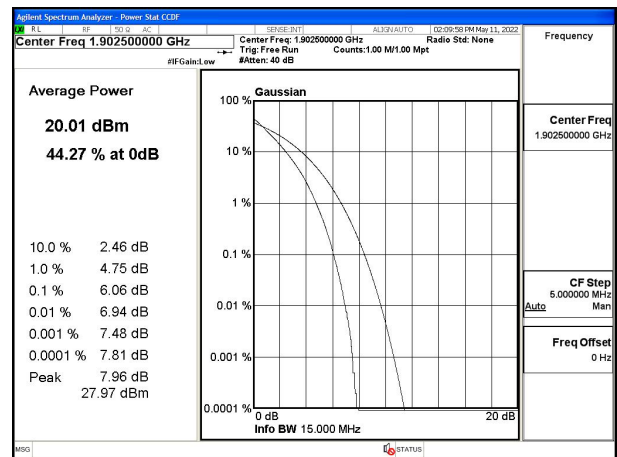 Agilent Spectrum Analyzer - Power Stat CCDF
RL RF 50 Ω AC SENSE:INT ALIGNAUTO 02:09:58 PM May 11, 2022
Center Freq 1.902500000 GHz
Center Freq: 1.902500000 GHz Radio Std: None
Trig: Free Run Counts:1.00 M/1.00 Mpt
#IFGain:Low #Atten: 40 dB
Frequency
Average Power
20.01 dBm
44.27 % at 0dB
10.0 % 2.46 dB
1.0 % 4.75 dB
0.1 % 6.06 dB
0.01 % 6.94 dB
0.001 % 7.48 dB
0.0001 % 7.81 dB
Peak 7.96 dB
27.97 dBm
Gaussian
100 %
10 %
1 %
0.1 %
0.01 %
0.001 %
0.0001 %
0 dB 20 dB
Info BW 15.000 MHz
Center Freq
1.902500000 GHz
CF Step
5.000000 MHz
Auto Man
Freq Offset
0 Hz
MSG STATUS